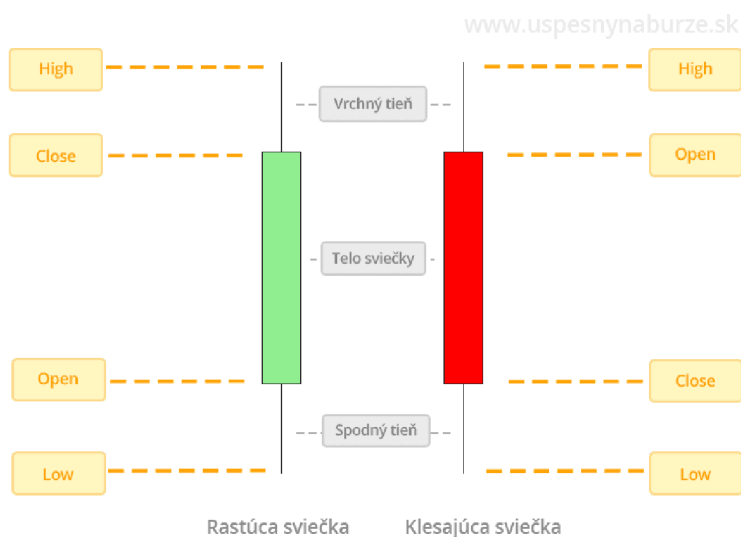 www.uspesnynaburze.sk
High
High
Vrchný tieň
Close
Open
Telo sviečky
Open
Close
Spodný tieň
Low
Low
Rastúca sviečka
Klesajúca sviečka